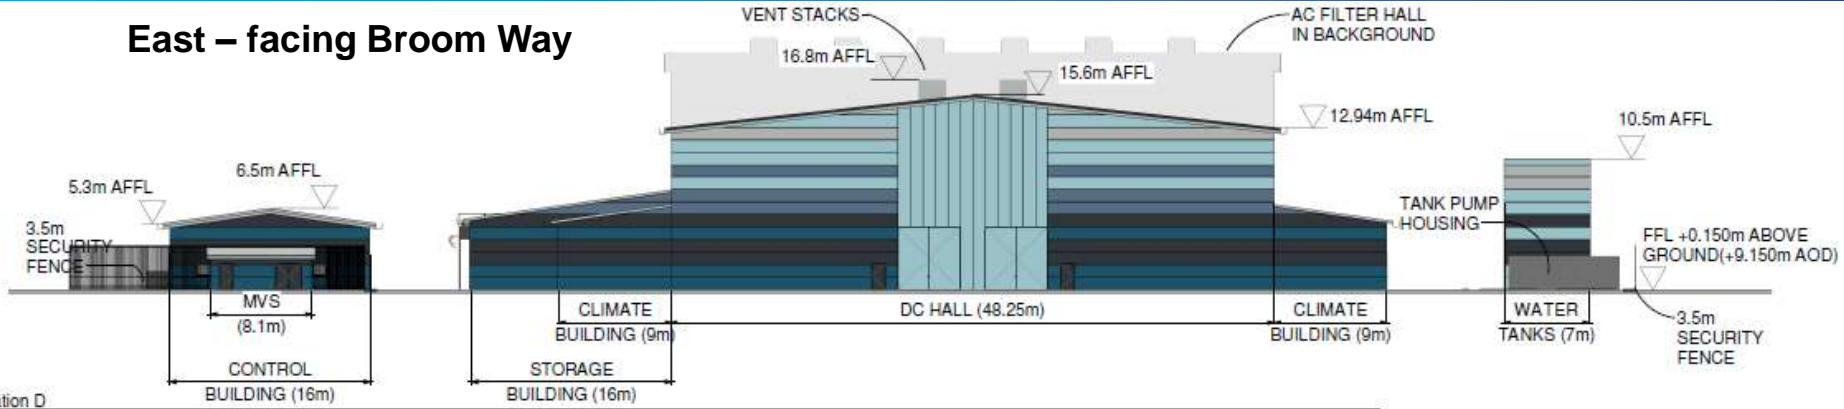 East – facing Broom Way
VENT STACKS
AC FILTER HALL
IN BACKGROUND
16.8m AFFL
15.6m AFFL
12.94m AFFL
10.5m AFFL
6.5m AFFL
5.3m AFFL
3.5m
SECURITY
FENCE
TANK PUMP
HOUSING
FFL +0.150m ABOVE
GROUND(+9.150m AOD)
MVS
(8.1m)
CLIMATE
BUILDING (9m)
DC HALL (48.25m)
CLIMATE
BUILDING (9m)
WATER
TANKS (7m)
3.5m
SECURITY
FENCE
CONTROL
BUILDING (16m)
STORAGE
BUILDING (16m)
ation D